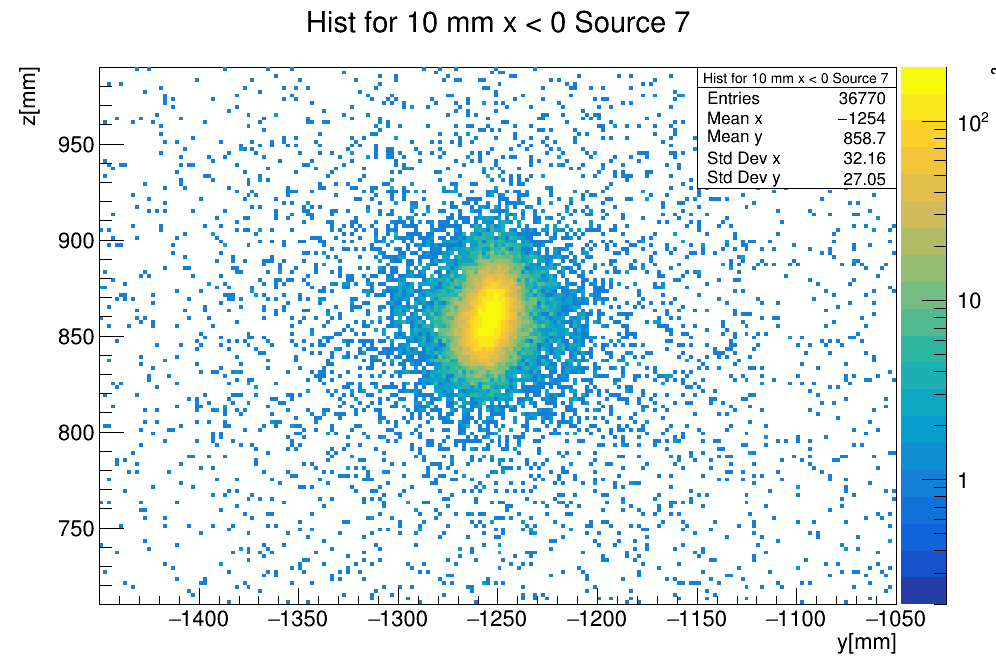 Hist for 10 mm x < 0 Source 7
z[mm]
Hist for 10 mm x < 0 Source 7
Entries 36770
Mean x −1254
Mean y 858.7
Std Dev x 32.16
Std Dev y 27.05
950
900
850
800
750
10²
10
1
−1400 −1350 −1300 −1250 −1200 −1150 −1100 −1050
y[mm]